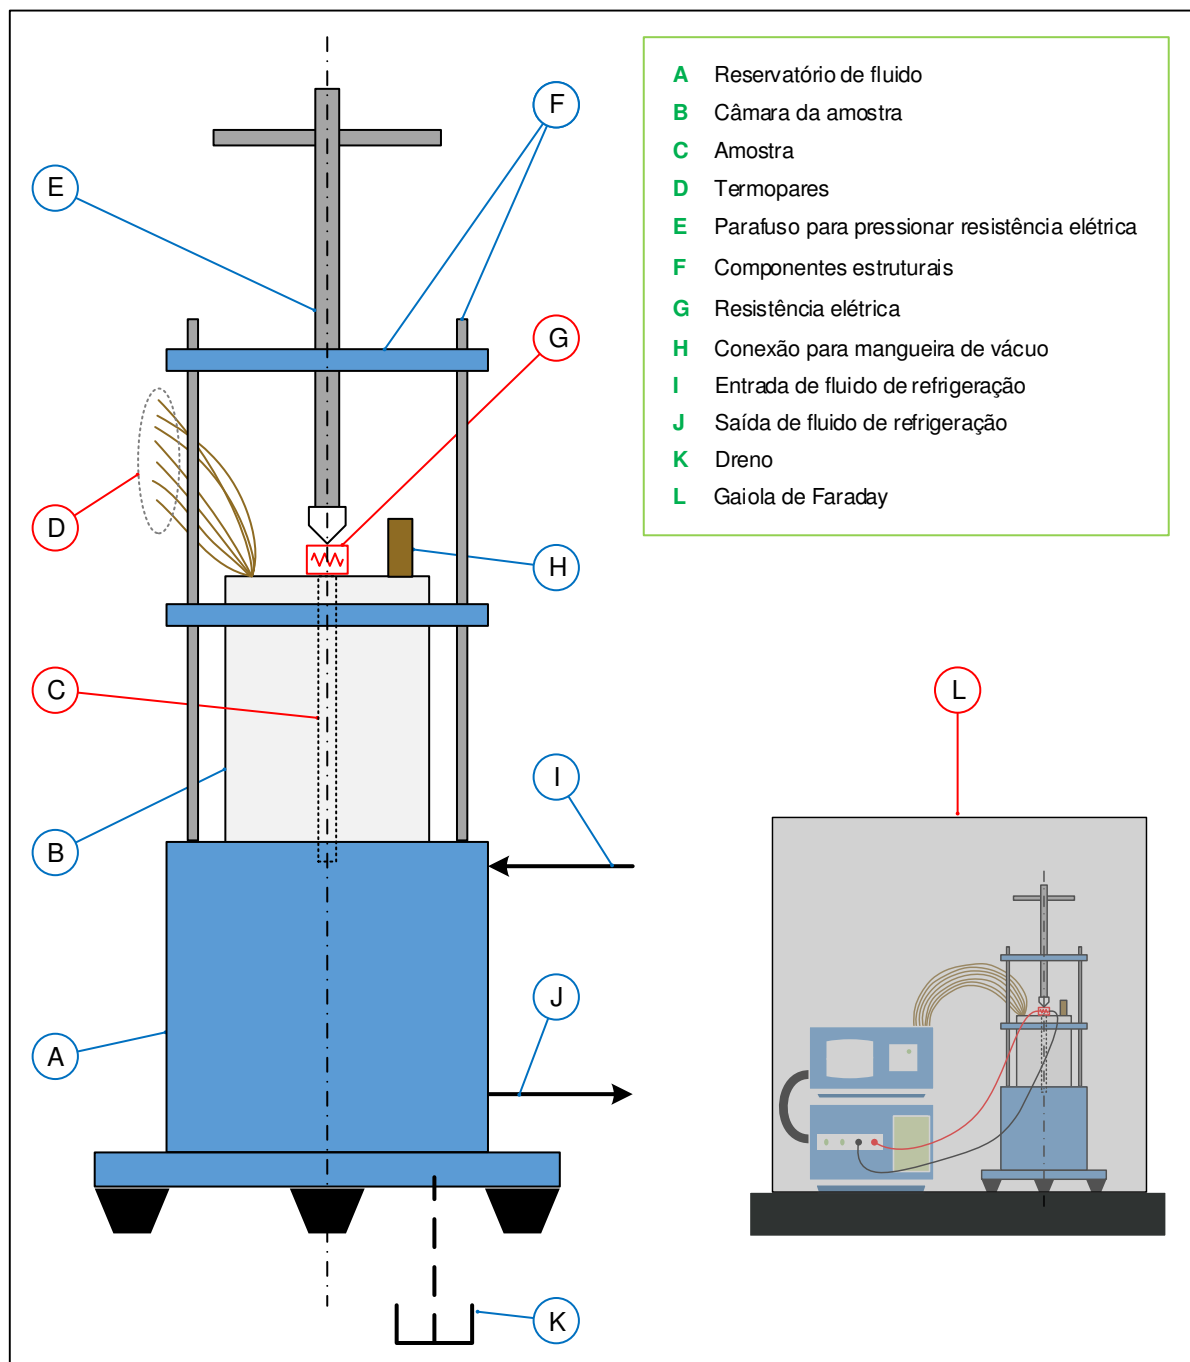 A Reservatório de fluido
B Câmara da amostra
C Amostra
D Termopares
E Parafuso para pressionar resistência elétrica
F Componentes estruturais
G Resistência elétrica
H Conexão para mangueira de vácuo
I Entrada de fluido de refrigeração
J Saída de fluido de refrigeração
K Dreno
L Gaiola de Faraday
F
E
G
D
H
C
L
I
B
J
A
K